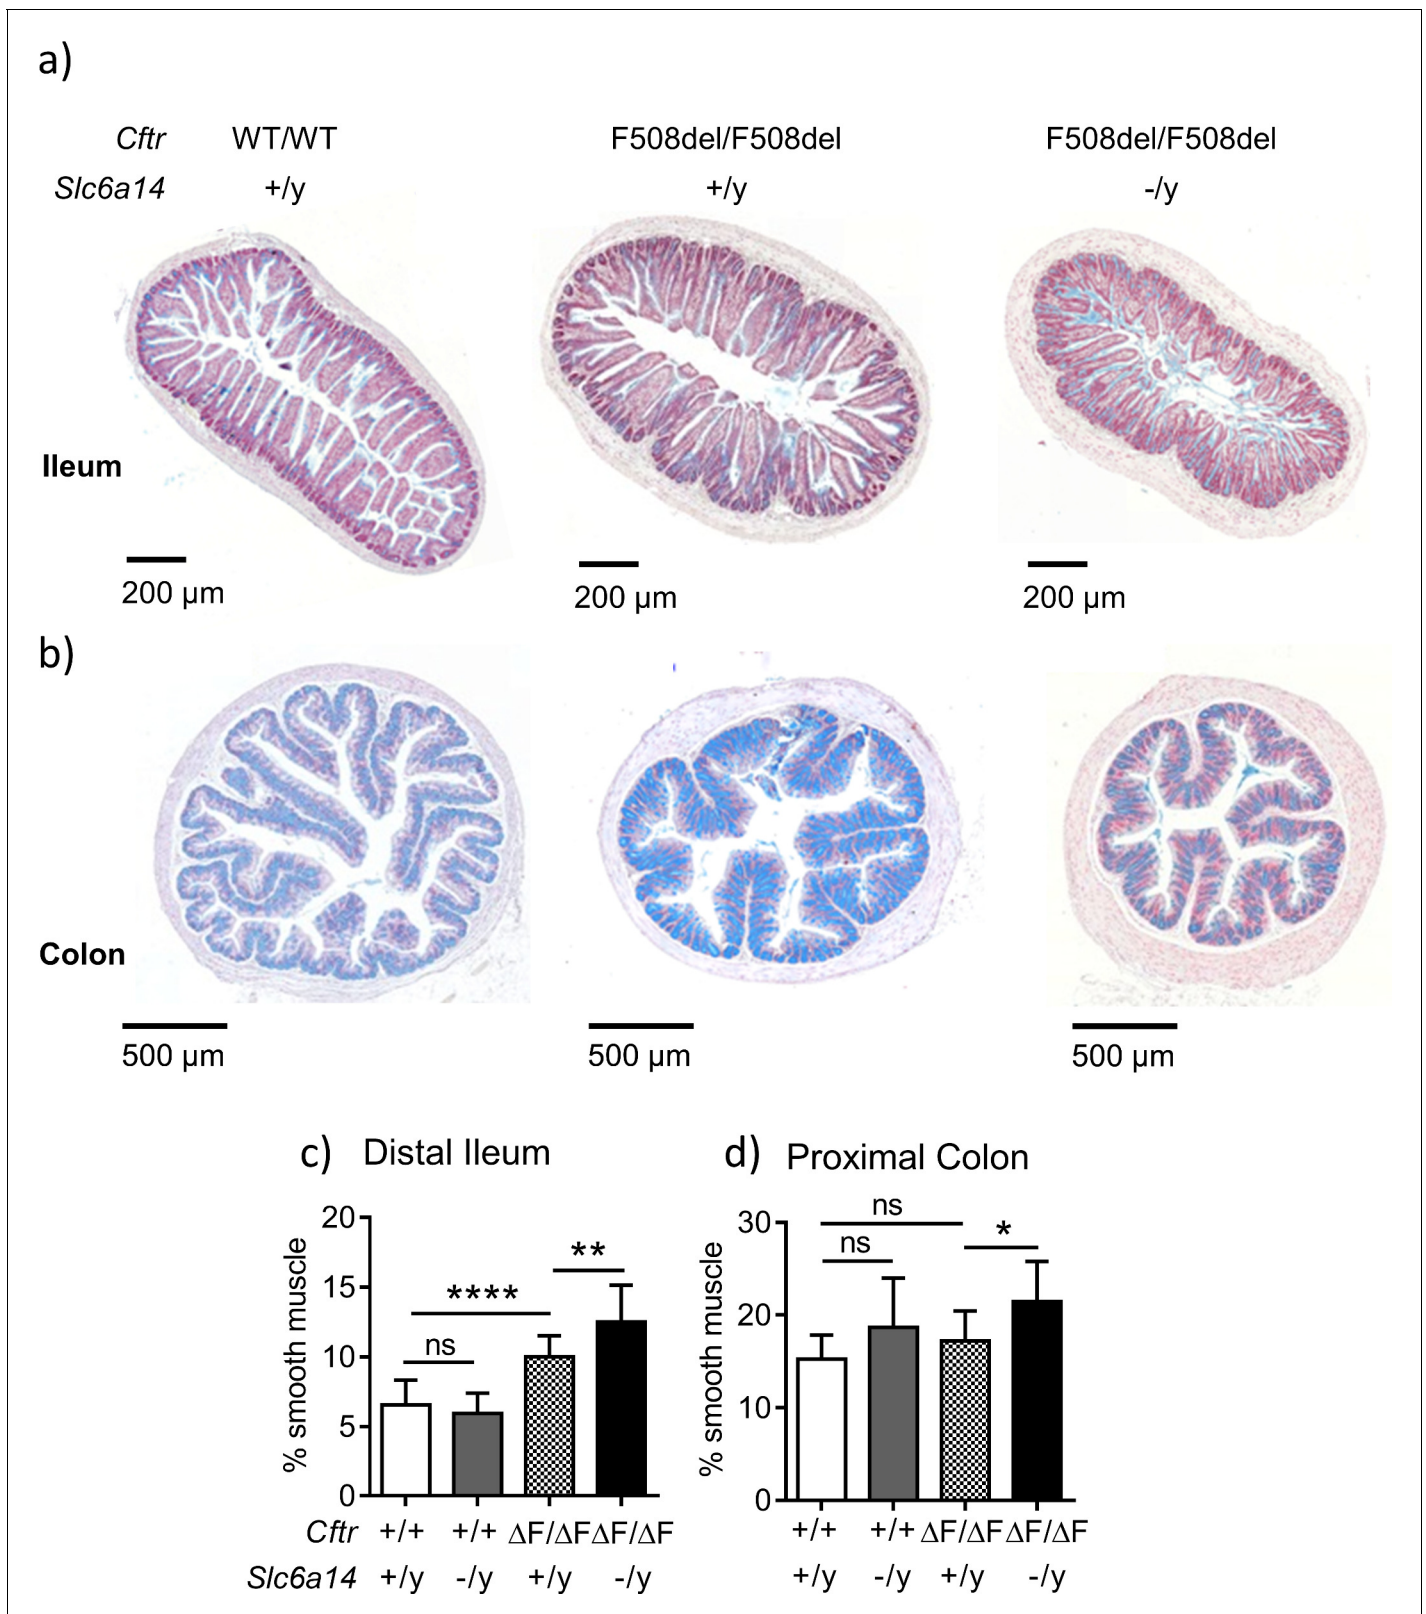 a)
Cftr WT/WT F508del/F508del F508del/F508del
Slc6a14 +/y +/y -/y
Ileum
200 µm 200 µm 200 µm
b)
Colon
500 µm 500 µm 500 µm
c) Distal Ileum
% smooth muscle
20
15
10
5
0
ns
****
**
Cftr +/+ +/+ ΔF/ΔF ΔF/ΔF
Slc6a14 +/y -/y +/y -/y
d) Proximal Colon
% smooth muscle
30
20
10
0
ns
ns
*
+/+ +/+ ΔF/ΔF ΔF/ΔF
+/y -/y +/y -/y